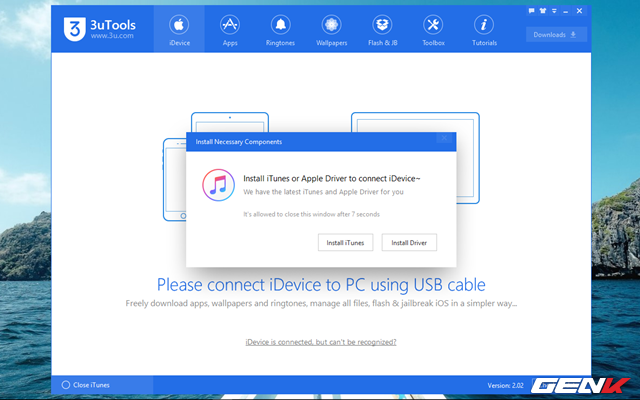 3 3uTools
www.3u.com
iDevice
Apps
Ringtones
Wallpapers
Flash & JB
Toolbox
Tutorials
Downloads
Install Necessary Components
Install iTunes or Apple Driver to connect iDevice~
We have the latest iTunes and Apple Driver for you
It's allowed to close this window after 7 seconds
Install iTunes
Install Driver
Please connect iDevice to PC using USB cable
Freely download apps, wallpapers and ringtones, manage all files, flash & jailbreak iOS in a simpler way...
iDevice is connected, but can't be recognized?
Close iTunes
Version: 2.02
GENK